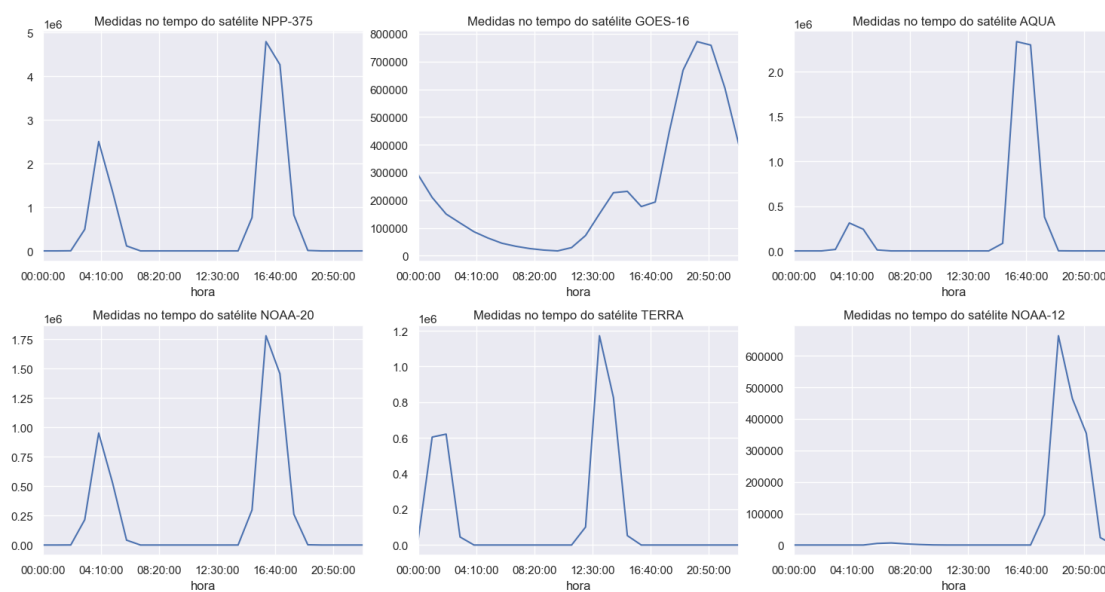 Medidas no tempo do satélite NPP-375
1e6
5
4
3
2
1
0
00:00:00 04:10:00 08:20:00 12:30:00 16:40:00 20:50:00
hora
Medidas no tempo do satélite GOES-16
800000
700000
600000
500000
400000
300000
200000
100000
0
00:00:00 04:10:00 08:20:00 12:30:00 16:40:00 20:50:00
hora
Medidas no tempo do satélite AQUA
1e6
2.0
1.5
1.0
0.5
0.0
00:00:00 04:10:00 08:20:00 12:30:00 16:40:00 20:50:00
hora
Medidas no tempo do satélite NOAA-20
1e6
1.75
1.50
1.25
1.00
0.75
0.50
0.25
0.00
00:00:00 04:10:00 08:20:00 12:30:00 16:40:00 20:50:00
hora
Medidas no tempo do satélite TERRA
1e6
1.2
1.0
0.8
0.6
0.4
0.2
0.0
00:00:00 04:10:00 08:20:00 12:30:00 16:40:00 20:50:00
hora
Medidas no tempo do satélite NOAA-12
600000
500000
400000
300000
200000
100000
0
00:00:00 04:10:00 08:20:00 12:30:00 16:40:00 20:50:00
hora